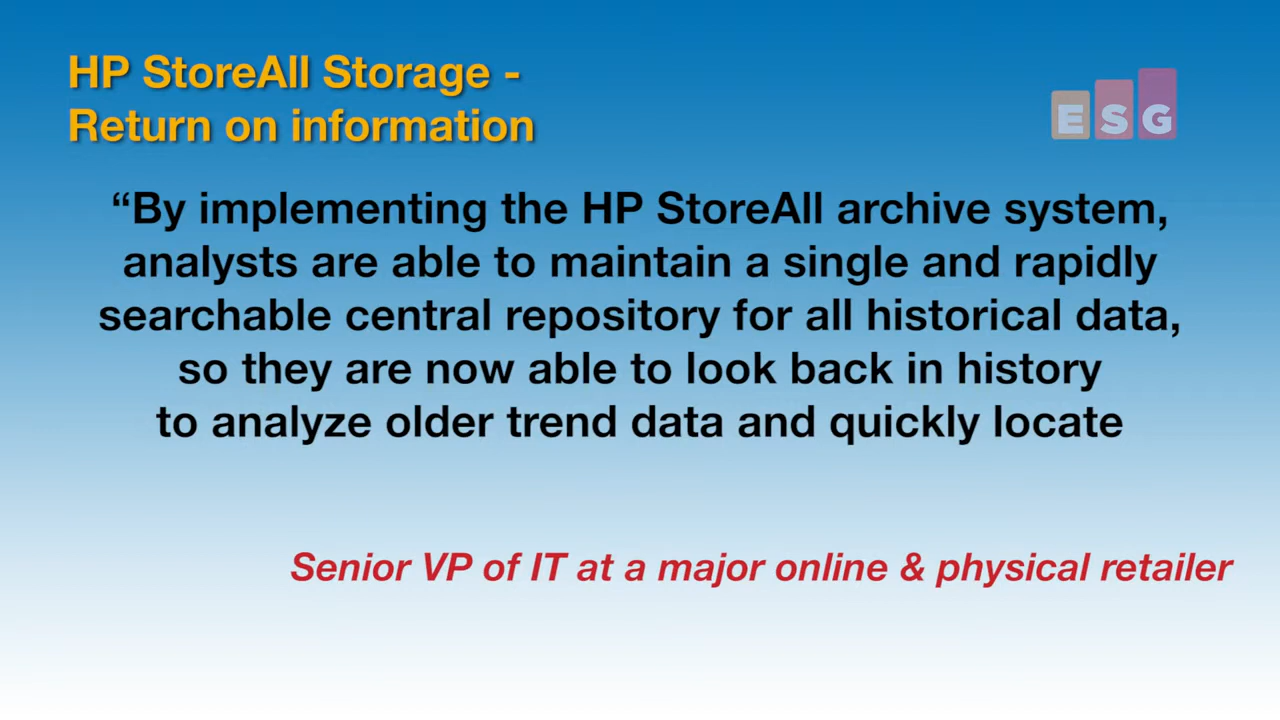 HP StoreAll Storage -
Return on information
ESG
“By implementing the HP StoreAll archive system,
analysts are able to maintain a single and rapidly
searchable central repository for all historical data,
so they are now able to look back in history
to analyze older trend data and quickly locate
Senior VP of IT at a major online & physical retailer